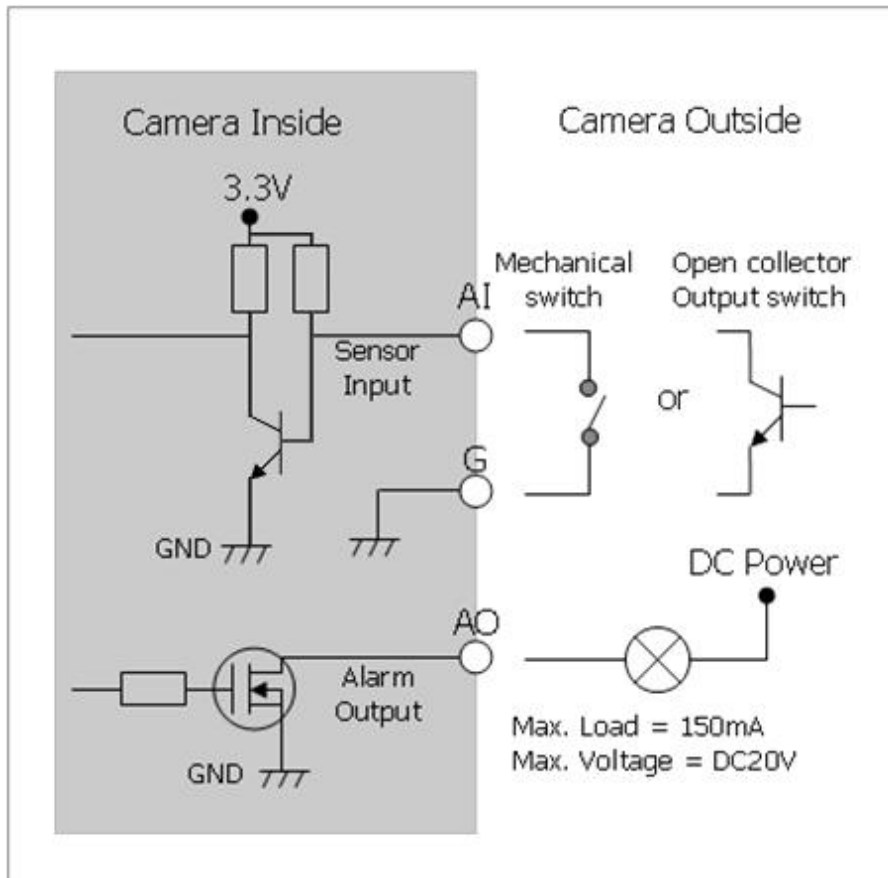 Camera Inside
Camera Outside
3.3V
AI
Sensor
Input
Mechanical
switch
or
Open collector
Output switch
G
GND
DC Power
AO
Alarm
Output
GND
Max. Load = 150mA
Max. Voltage = DC20V